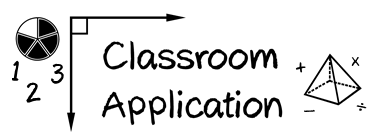 Classroom
Application
1 2 3
+ x
− ÷